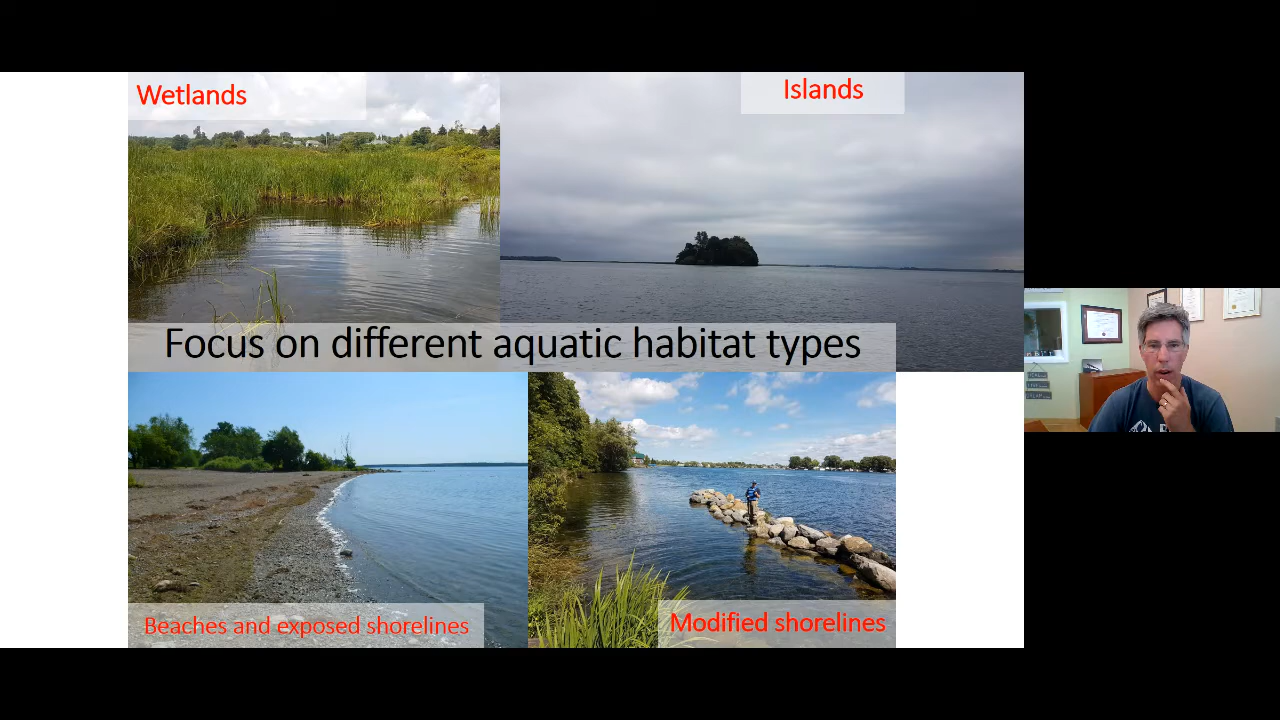 Wetlands
Islands
Focus on different aquatic habitat types
Beaches and exposed shorelines
Modified shorelines